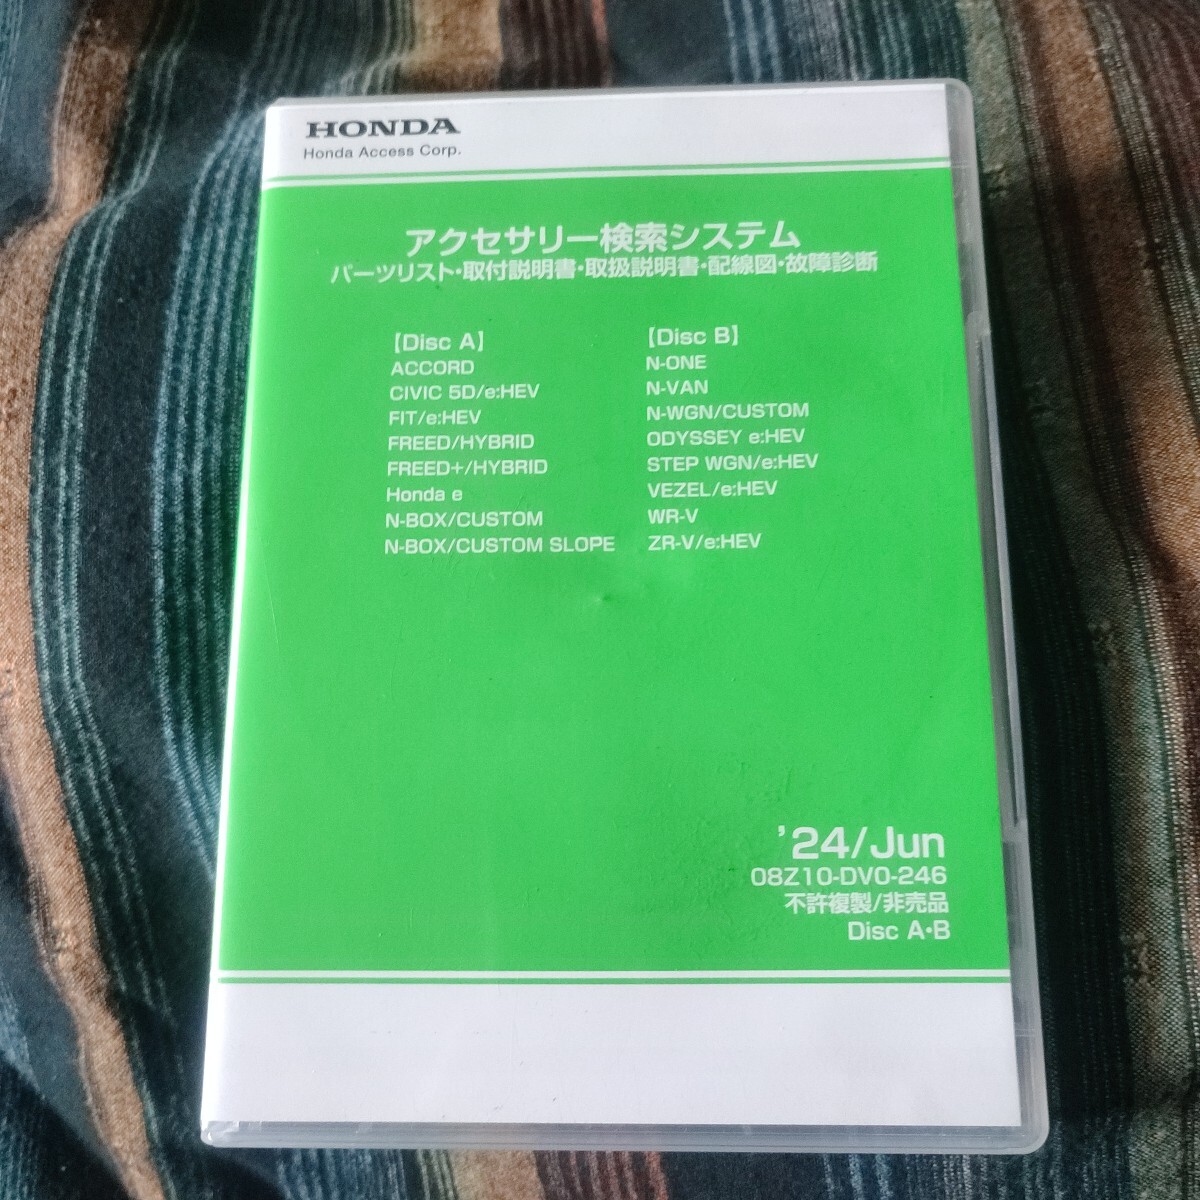 HONDA
Honda Access Corp.
アクセサリー検索システム
パーツリスト・取付説明書・取扱説明書・配線図・故障診断
【Disc A】
ACCORD
CIVIC 5D/e:HEV
FIT/e:HEV
FREED/HYBRID
FREED+/HYBRID
Honda e
N-BOX/CUSTOM
N-BOX/CUSTOM SLOPE
【Disc B】
N-ONE
N-VAN
N-WGN/CUSTOM
ODYSSEY e:HEV
STEP WGN/e:HEV
VEZEL/e:HEV
WR-V
ZR-V/e:HEV
’24/Jun
08Z10-DV0-246
不許複製/非売品
Disc A・B